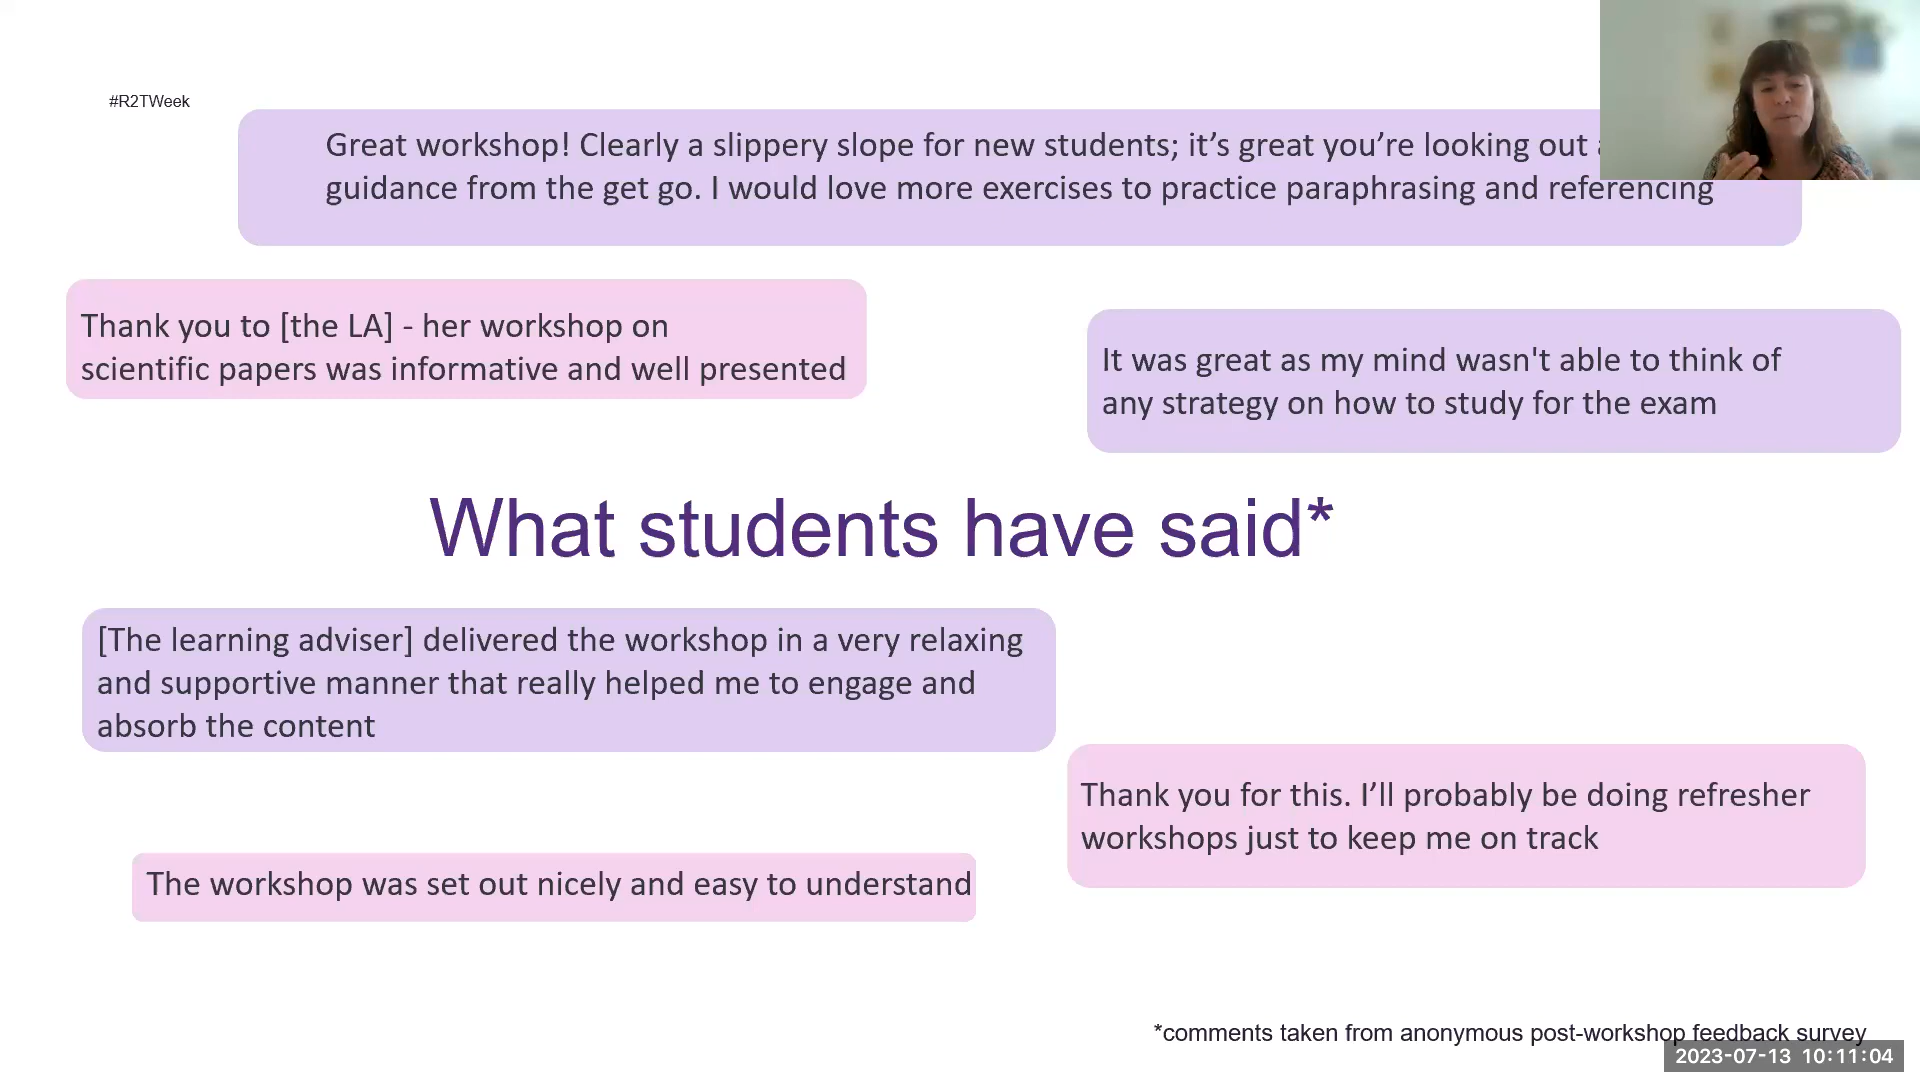 #R2TWeek
Great workshop! Clearly a slippery slope for new students; it’s great you’re looking out
guidance from the get go. I would love more exercises to practice paraphrasing and referencing
Thank you to [the LA] - her workshop on
scientific papers was informative and well presented
It was great as my mind wasn't able to think of
any strategy on how to study for the exam
What students have said*
[The learning adviser] delivered the workshop in a very relaxing
and supportive manner that really helped me to engage and
absorb the content
Thank you for this. I’ll probably be doing refresher
workshops just to keep me on track
The workshop was set out nicely and easy to understand
*comments taken from anonymous post-workshop feedback survey
2023-07-13 10:11:04